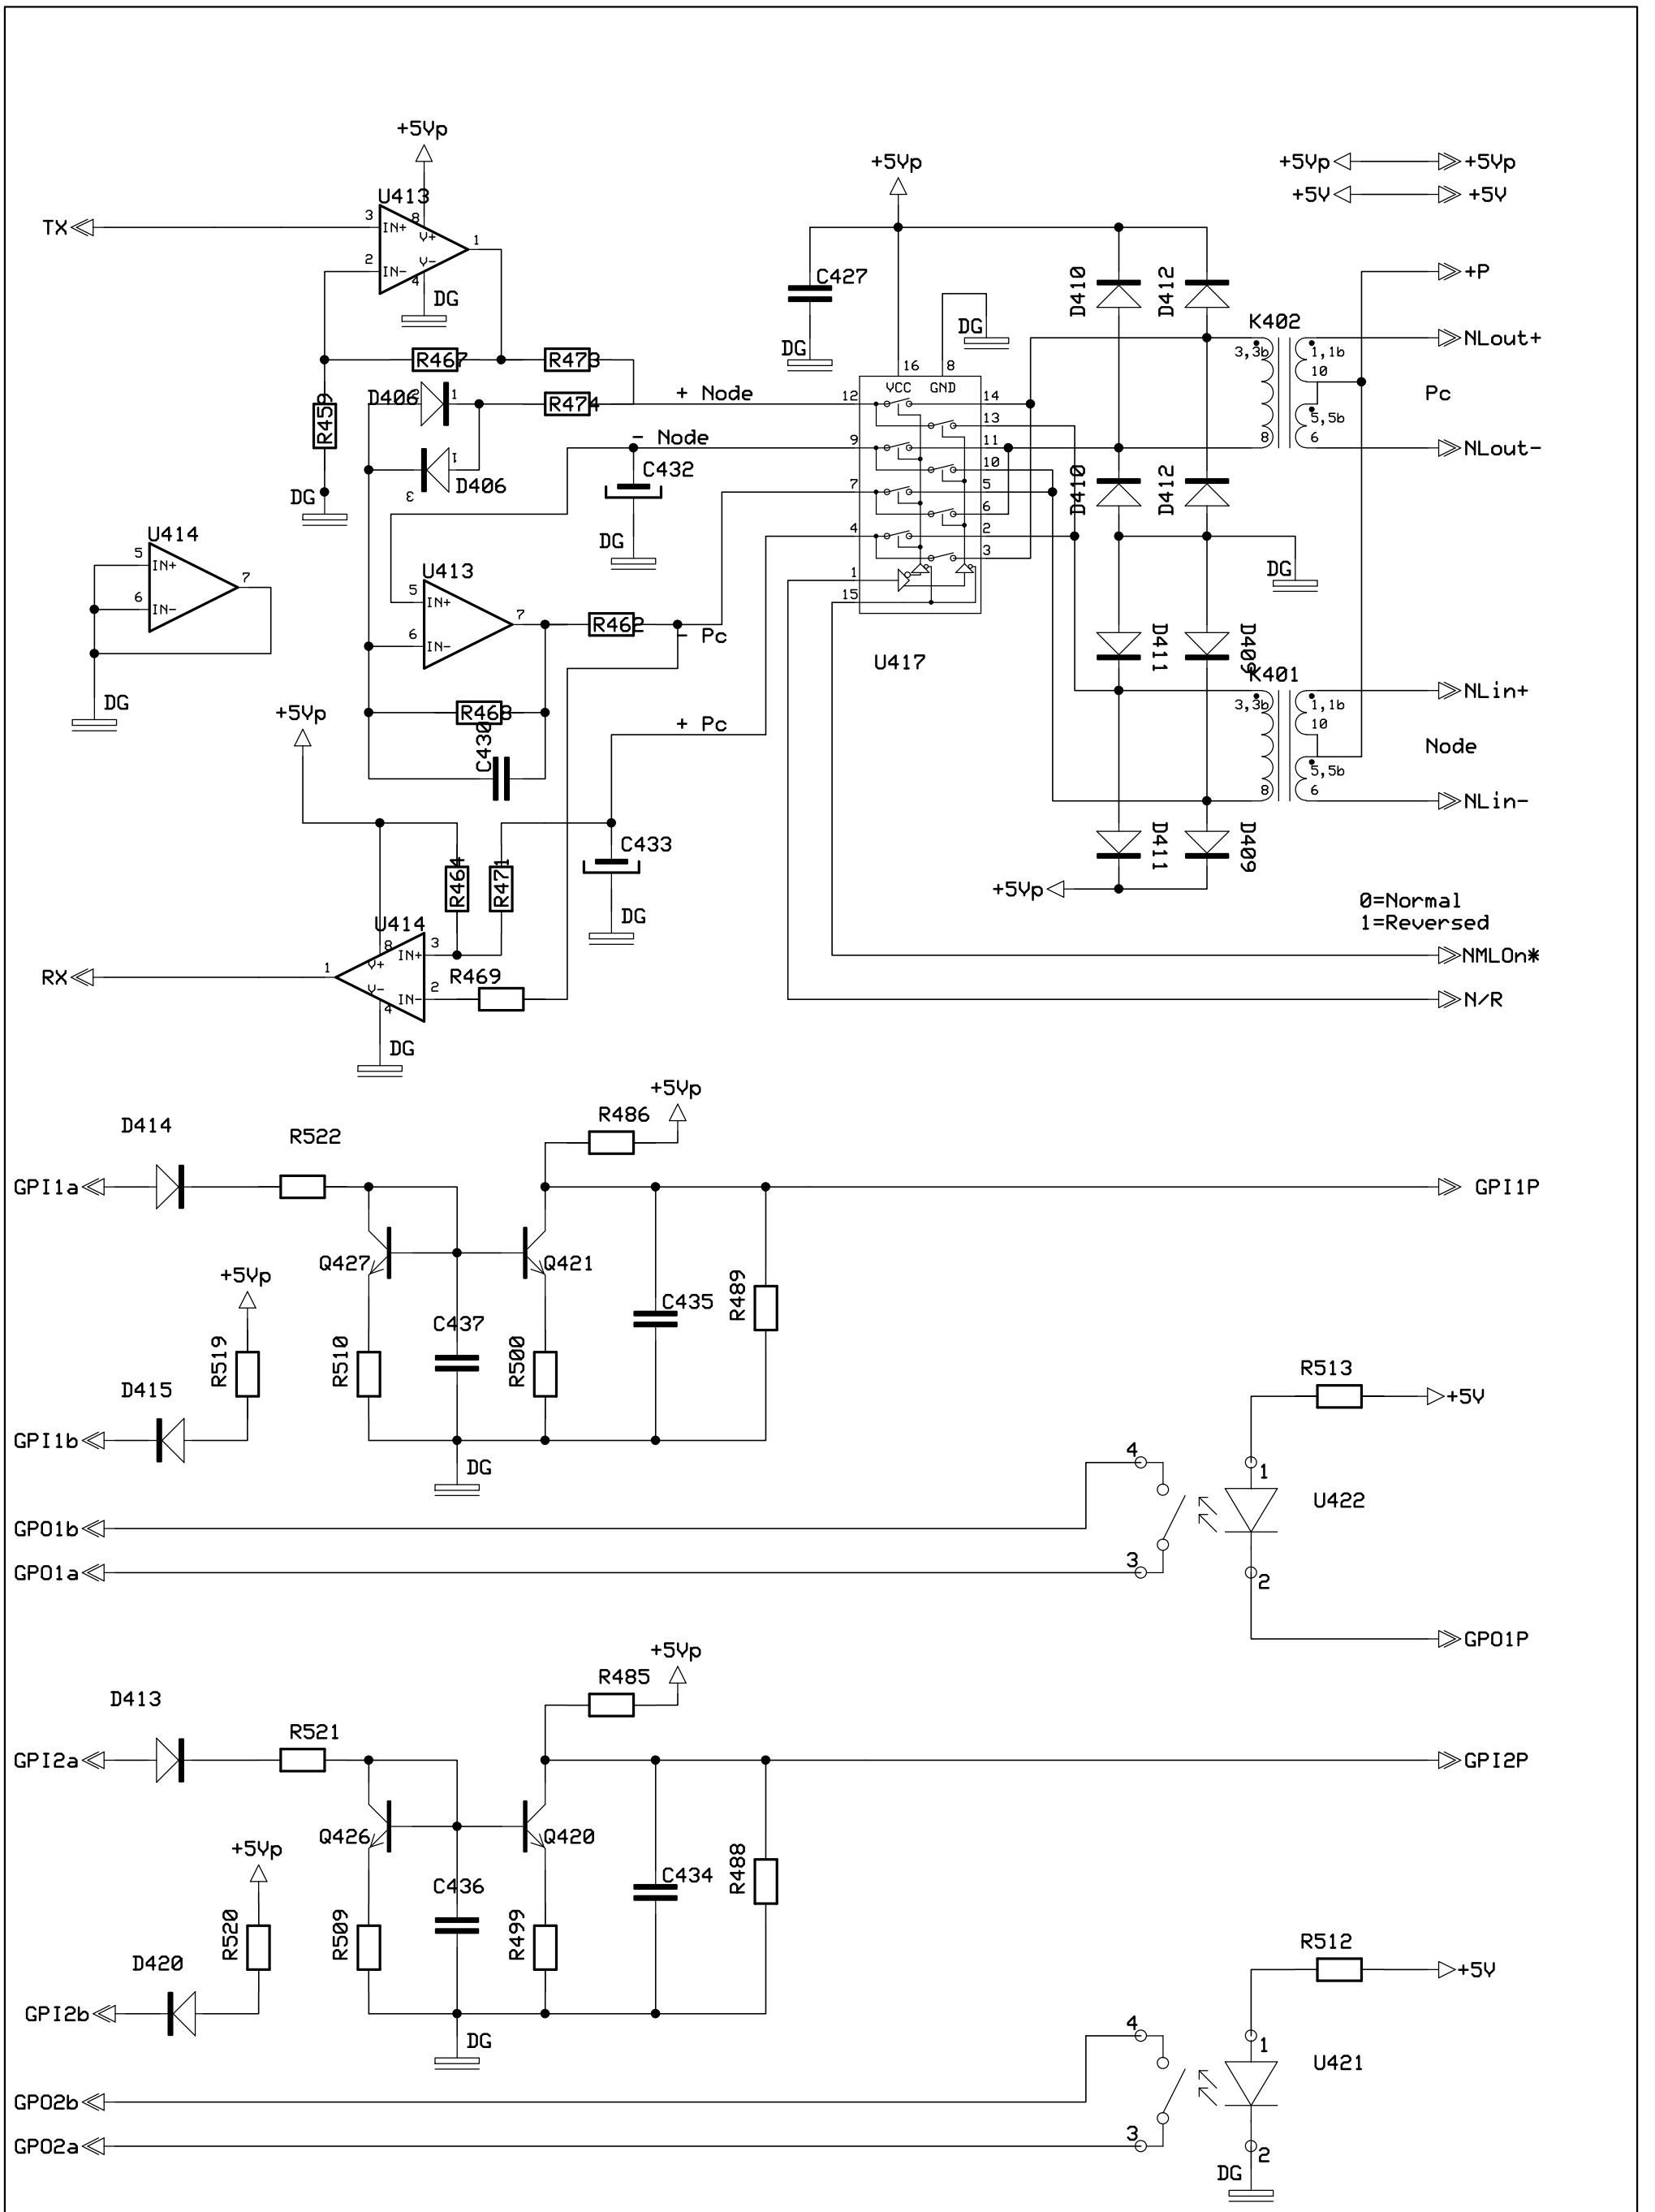 +5Vp
U413
TX
3
IN+
8
V+
1
2
IN-
V-
4
DG
+5Vp
+5Vp
+5Vp
+5V
+5V
+P
C427
DG
DG
D410
D412
K402
3,3b
1,1b
10
5,5b
8
6
NLout+
Pc
NLout-
R467
R473
R459
D406
1
R474
+ Node
- Node
C432
1
D406
3
DG
DG
16
8
VCC
GND
12
14
13
9
11
10
7
5
6
4
2
3
1
15
U417
D410
D412
DG
U414
5
IN+
6
IN-
7
DG
U413
5
IN+
6
IN-
7
R462
- Pc
R468
C430
+ Pc
D411
D409
K401
3,3b
1,1b
10
5,5b
8
6
NLin+
Node
NLin-
D411
D409
+5Vp
+5Vp
C433
DG
R464
R471
U414
8
3
V+
IN+
1
RX
V-
IN-
2
4
R469
DG
0=Normal
1=Reversed
NMLOn*
N/R
+5Vp
R486
D414
R522
GPI1a
GPI1P
Q427
Q421
+5Vp
C435
R489
C437
R519
R510
R500
D415
GPI1b
DG
R513
+5V
4
1
U422
GPO1b
3
GPO1a
2
GPO1P
+5Vp
R485
D413
R521
GPI2a
GPI2P
Q426
Q420
+5Vp
C434
R488
C436
R520
R509
R499
D420
GPI2b
DG
R512
+5V
4
1
U421
GPO2b
3
GPO2a
2
DG